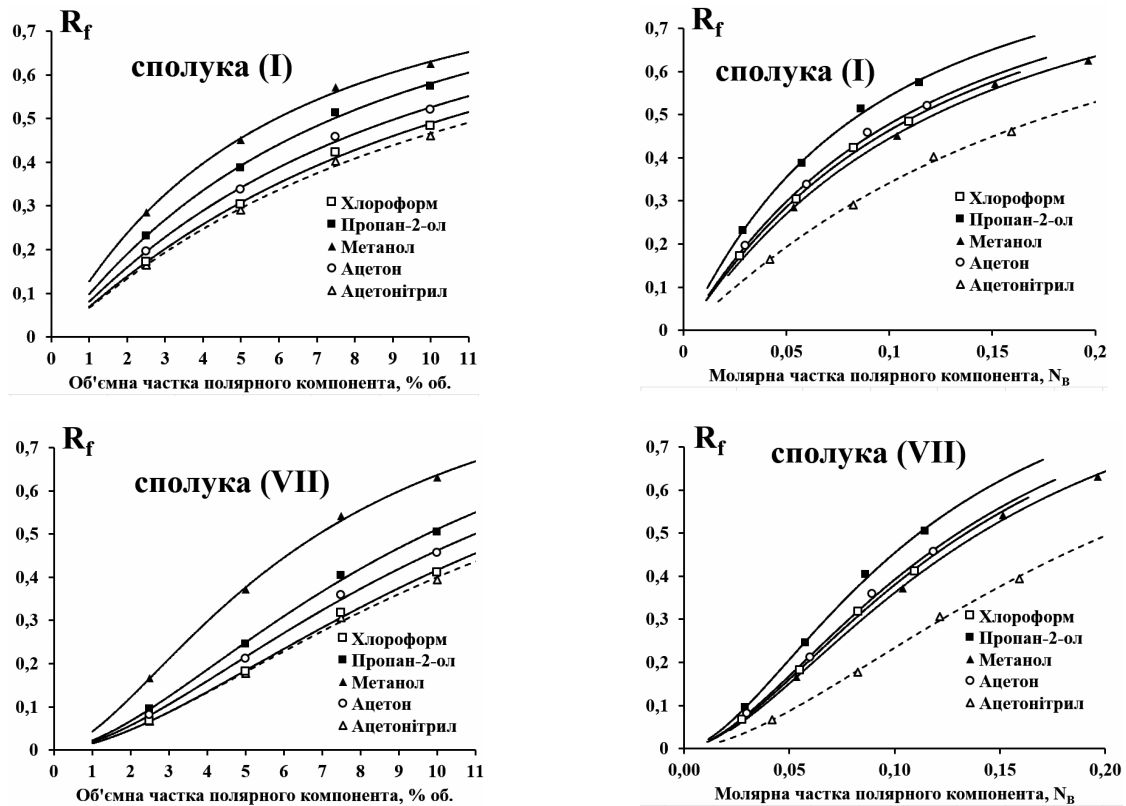 R_f
сполука (I)
0,7
0,6
0,5
0,4
0,3
0,2
0,1
0
Хлороформ
Пропан-2-ол
Метанол
Ацетон
Ацетонітрил
0 1 2 3 4 5 6 7 8 9 10 11
Об'ємна частка полярного компонента, % об.
R_f
сполука (I)
0,7
0,6
0,5
0,4
0,3
0,2
0,1
0
Хлороформ
Пропан-2-ол
Метанол
Ацетон
Ацетонітрил
0 0,05 0,1 0,15 0,2
Молярна частка полярного компонента, N_B
R_f
сполука (VII)
0,7
0,6
0,5
0,4
0,3
0,2
0,1
0
Хлороформ
Пропан-2-ол
Метанол
Ацетон
Ацетонітрил
0 1 2 3 4 5 6 7 8 9 10 11
Об'ємна частка полярного компонента, % об.
R_f
сполука (VII)
0,7
0,6
0,5
0,4
0,3
0,2
0,1
0
Хлороформ
Пропан-2-ол
Метанол
Ацетон
Ацетонітрил
0,00 0,05 0,10 0,15 0,20
Молярна частка полярного компонента, N_B